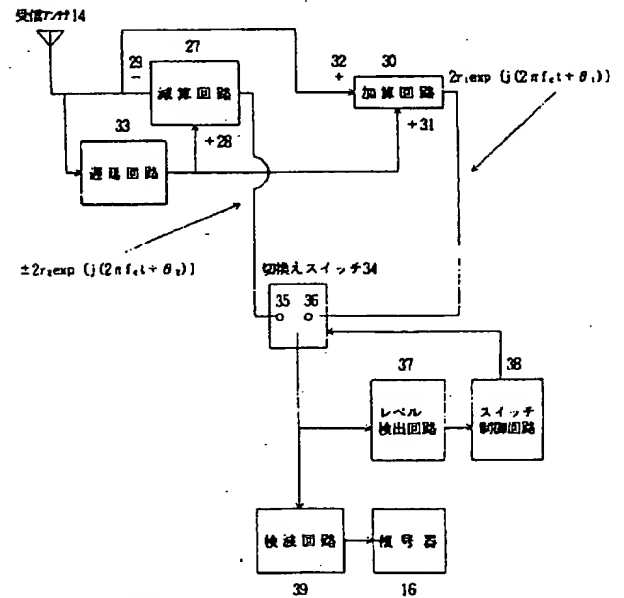 受信アンテナ14
29
−
27
減算回路
+28
33
遅延回路
32
+
30
加算回路
+31
2r₁exp {j(2πfct+θ₁)}
±2r₂exp {j(2πfct+θ₂)}
切換えスイッチ34
35 36
37
レベル
検出回路
38
スイッチ
制御回路
検波回路
39
復号器
16